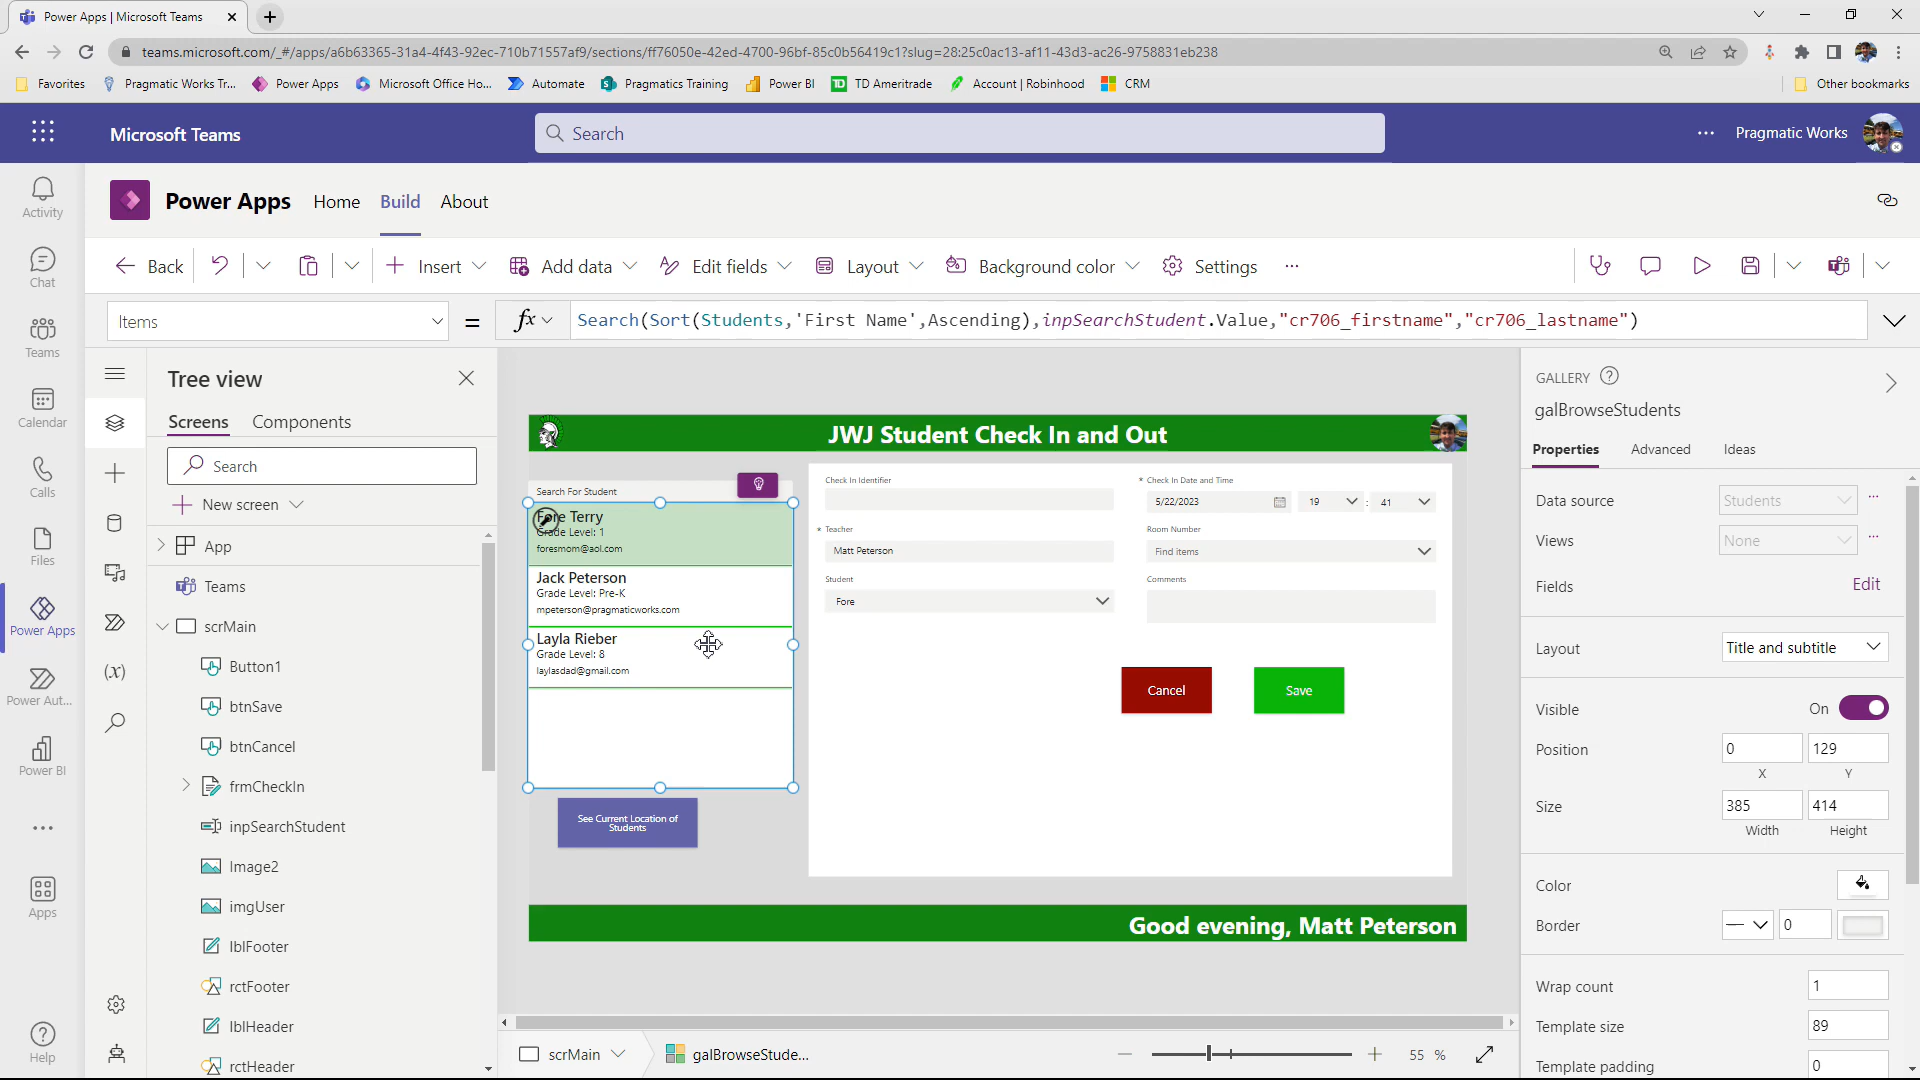 Power Apps | Microsoft Teams
teams.microsoft.com/_#/apps/a6b63365-31a4-4f43-92ec-710b71557af9/sections/ff76050e-42ed-4700-96bf-85c0b56419c1?slug=28:25c0ac13-af11-43d3-ac26-9758831eb238
Favorites
Pragmatic Works Tr...
Power Apps
Microsoft Office Ho...
Automate
Pragmatics Training
Power BI
TD Ameritrade
Account | Robinhood
CRM
Other bookmarks
Microsoft Teams
Search
Pragmatic Works
Power Apps
Home
Build
About
Back
Insert
Add data
Edit fields
Layout
Background color
Settings
Items
=
fx
Search(Sort(Students,'First Name',Ascending),inpSearchStudent.Value,"cr706_firstname","cr706_lastname")
Activity
Chat
Teams
Calendar
Calls
Files
Power Apps
Power Aut...
Power BI
Apps
Help
Tree view
Screens
Components
Search
New screen
App
Teams
scrMain
Button1
btnSave
btnCancel
frmCheckIn
inpSearchStudent
Image2
imgUser
lblFooter
rctFooter
lblHeader
rctHeader
JWJ Student Check In and Out
Search For Student
Fore Terry
Grade Level: 1
foresmom@aol.com
Jack Peterson
Grade Level: Pre-K
mpeterson@pragmaticworks.com
Layla Rieber
Grade Level: 8
laylasdad@gmail.com
See Current Location of
Students
Check In Identifier
* Check In Date and Time
5/22/2023
19
:
41
* Teacher
Matt Peterson
Room Number
Find items
Student
Fore
Comments
Cancel
Save
Good evening, Matt Peterson
scrMain
galBrowseStude...
55 %
GALLERY
galBrowseStudents
Properties
Advanced
Ideas
Data source
Students
Views
None
Fields
Edit
Layout
Title and subtitle
Visible
On
Position
0
129
X
Y
Size
385
414
Width
Height
Color
Border
0
Wrap count
1
Template size
89
Template padding
0